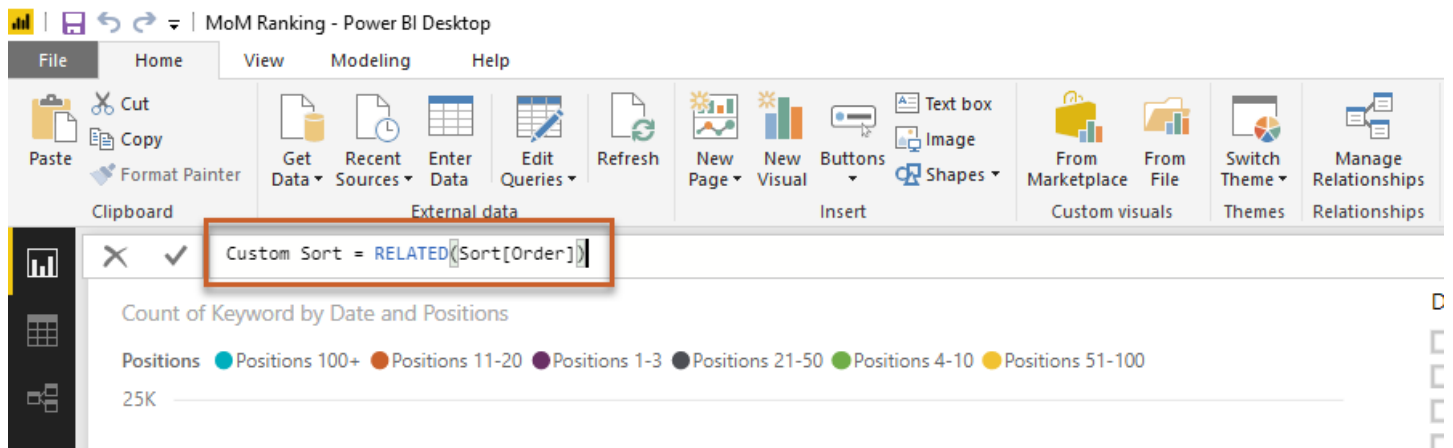 MoM Ranking - Power BI Desktop
File Home View Modeling Help
Paste
Cut
Copy
Format Painter
Clipboard
Get Data
Recent Sources
Enter Data
Edit Queries
Refresh
External data
New Page
New Visual
Buttons
Text box
Image
Shapes
Insert
From Marketplace
From File
Custom visuals
Switch Theme
Themes
Manage Relationships
Relationships
Custom Sort = RELATED(Sort[Order])
Count of Keyword by Date and Positions
Positions Positions 100+ Positions 11-20 Positions 1-3 Positions 21-50 Positions 4-10 Positions 51-100
25K
D